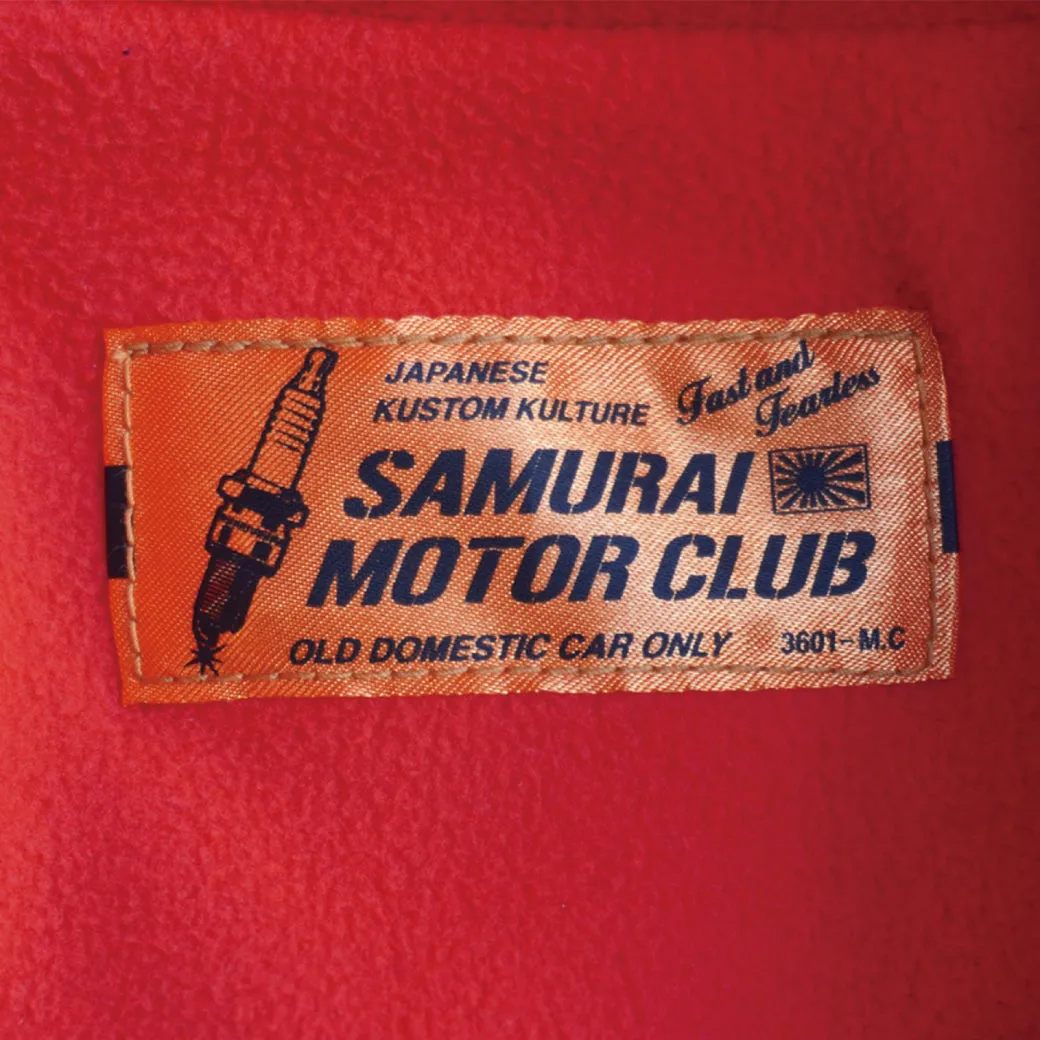 JAPANESE
KUSTOM KULTURE
Fast and
Fearless
SAMURAI
MOTOR CLUB
OLD DOMESTIC CAR ONLY
3601-M.C